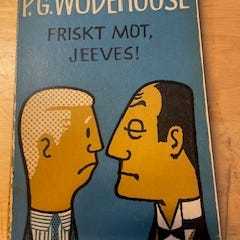 P.G. WODEHOUSE
FRISKT MOT,
JEEVES!